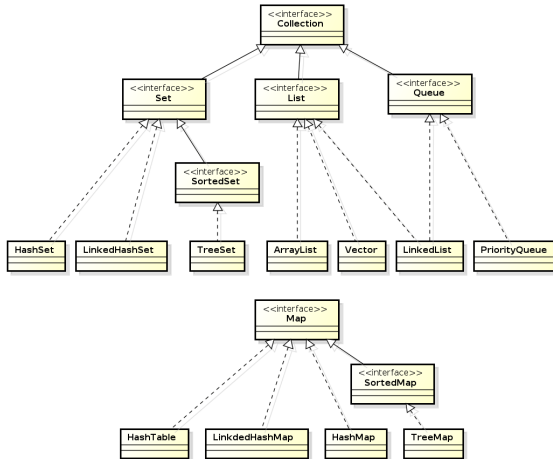 <<interface>>
Collection
<<interface>>
Set
<<interface>>
List
<<interface>>
Queue
<<interface>>
SortedSet
HashSet
LinkedHashSet
TreeSet
ArrayList
Vector
LinkedList
PriorityQueue
<<interface>>
Map
<<interface>>
SortedMap
HashTable
LinkdedHashMap
HashMap
TreeMap